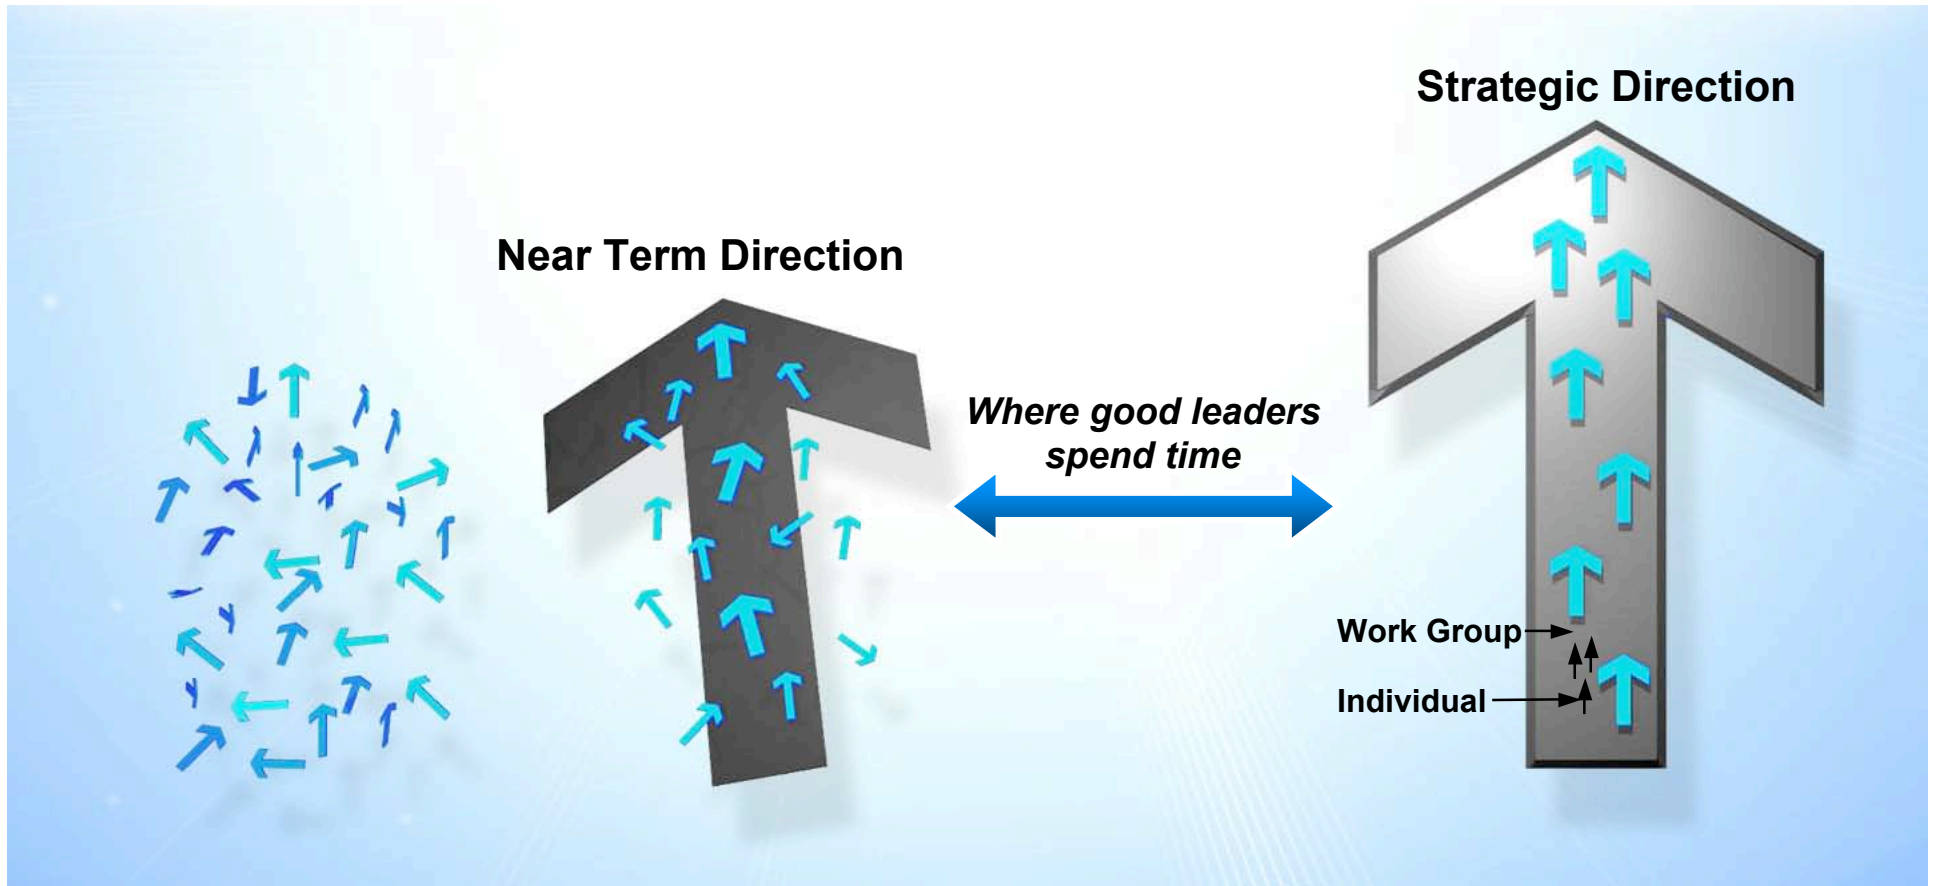 Strategic Direction
Near Term Direction
Where good leaders
spend time
Work Group
Individual